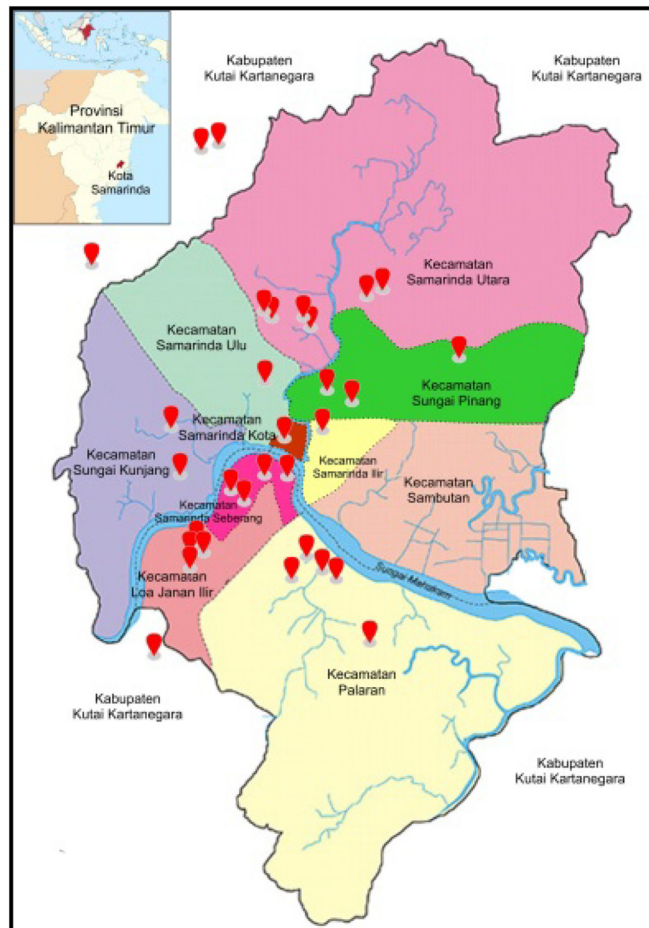 Provinsi
Kalimantan Timur
Kota
Samarinda
Kabupaten
Kutai Kartanegara
Kabupaten
Kutai Kartanegara
Kecamatan
Samarinda Utara
Kecamatan
Samarinda Ulu
Kecamatan
Sungai Pinang
Kecamatan
Samarinda Kota
Kecamatan
Sungai Kunjang
Kecamatan
Samarinda Ilir
Kecamatan
Sambutan
Kecamatan
Samarinda Seberang
Kecamatan
Loa Janan Ilir
Sungai Mahakam
Kecamatan
Palaran
Kabupaten
Kutai Kartanegara
Kabupaten
Kutai Kartanegara